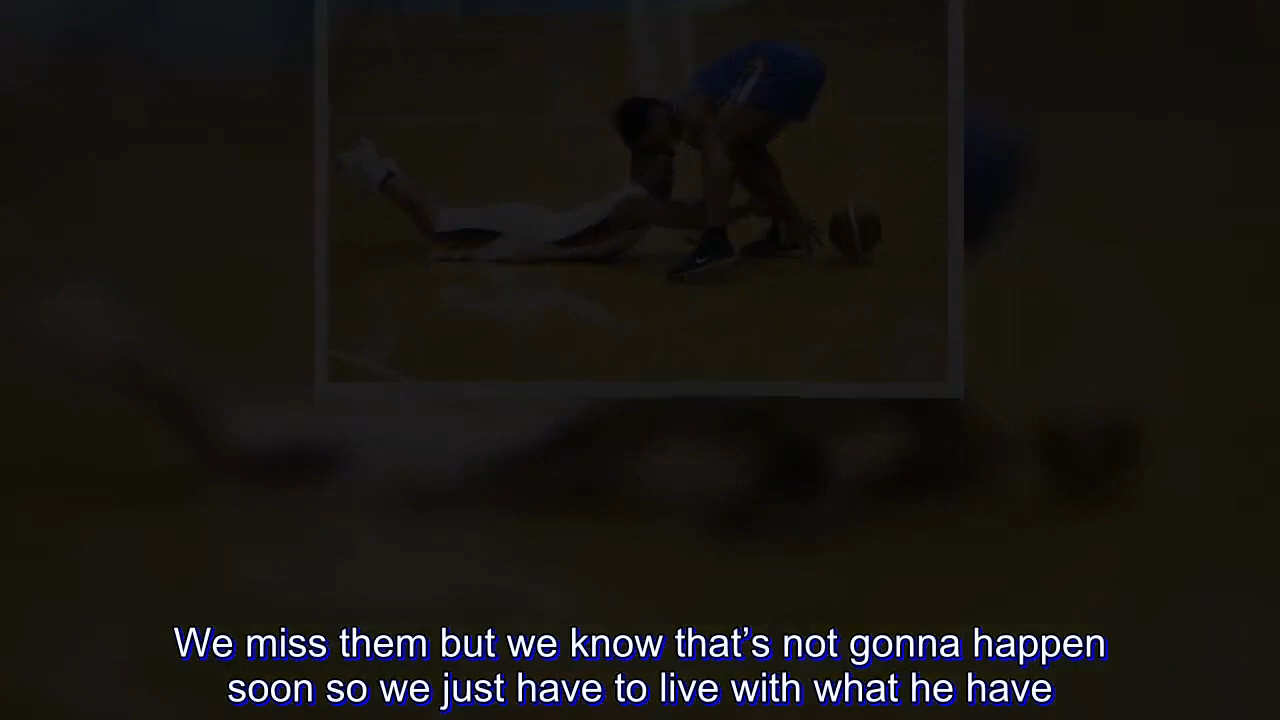 We miss them but we know that’s not gonna happen
soon so we just have to live with what he have